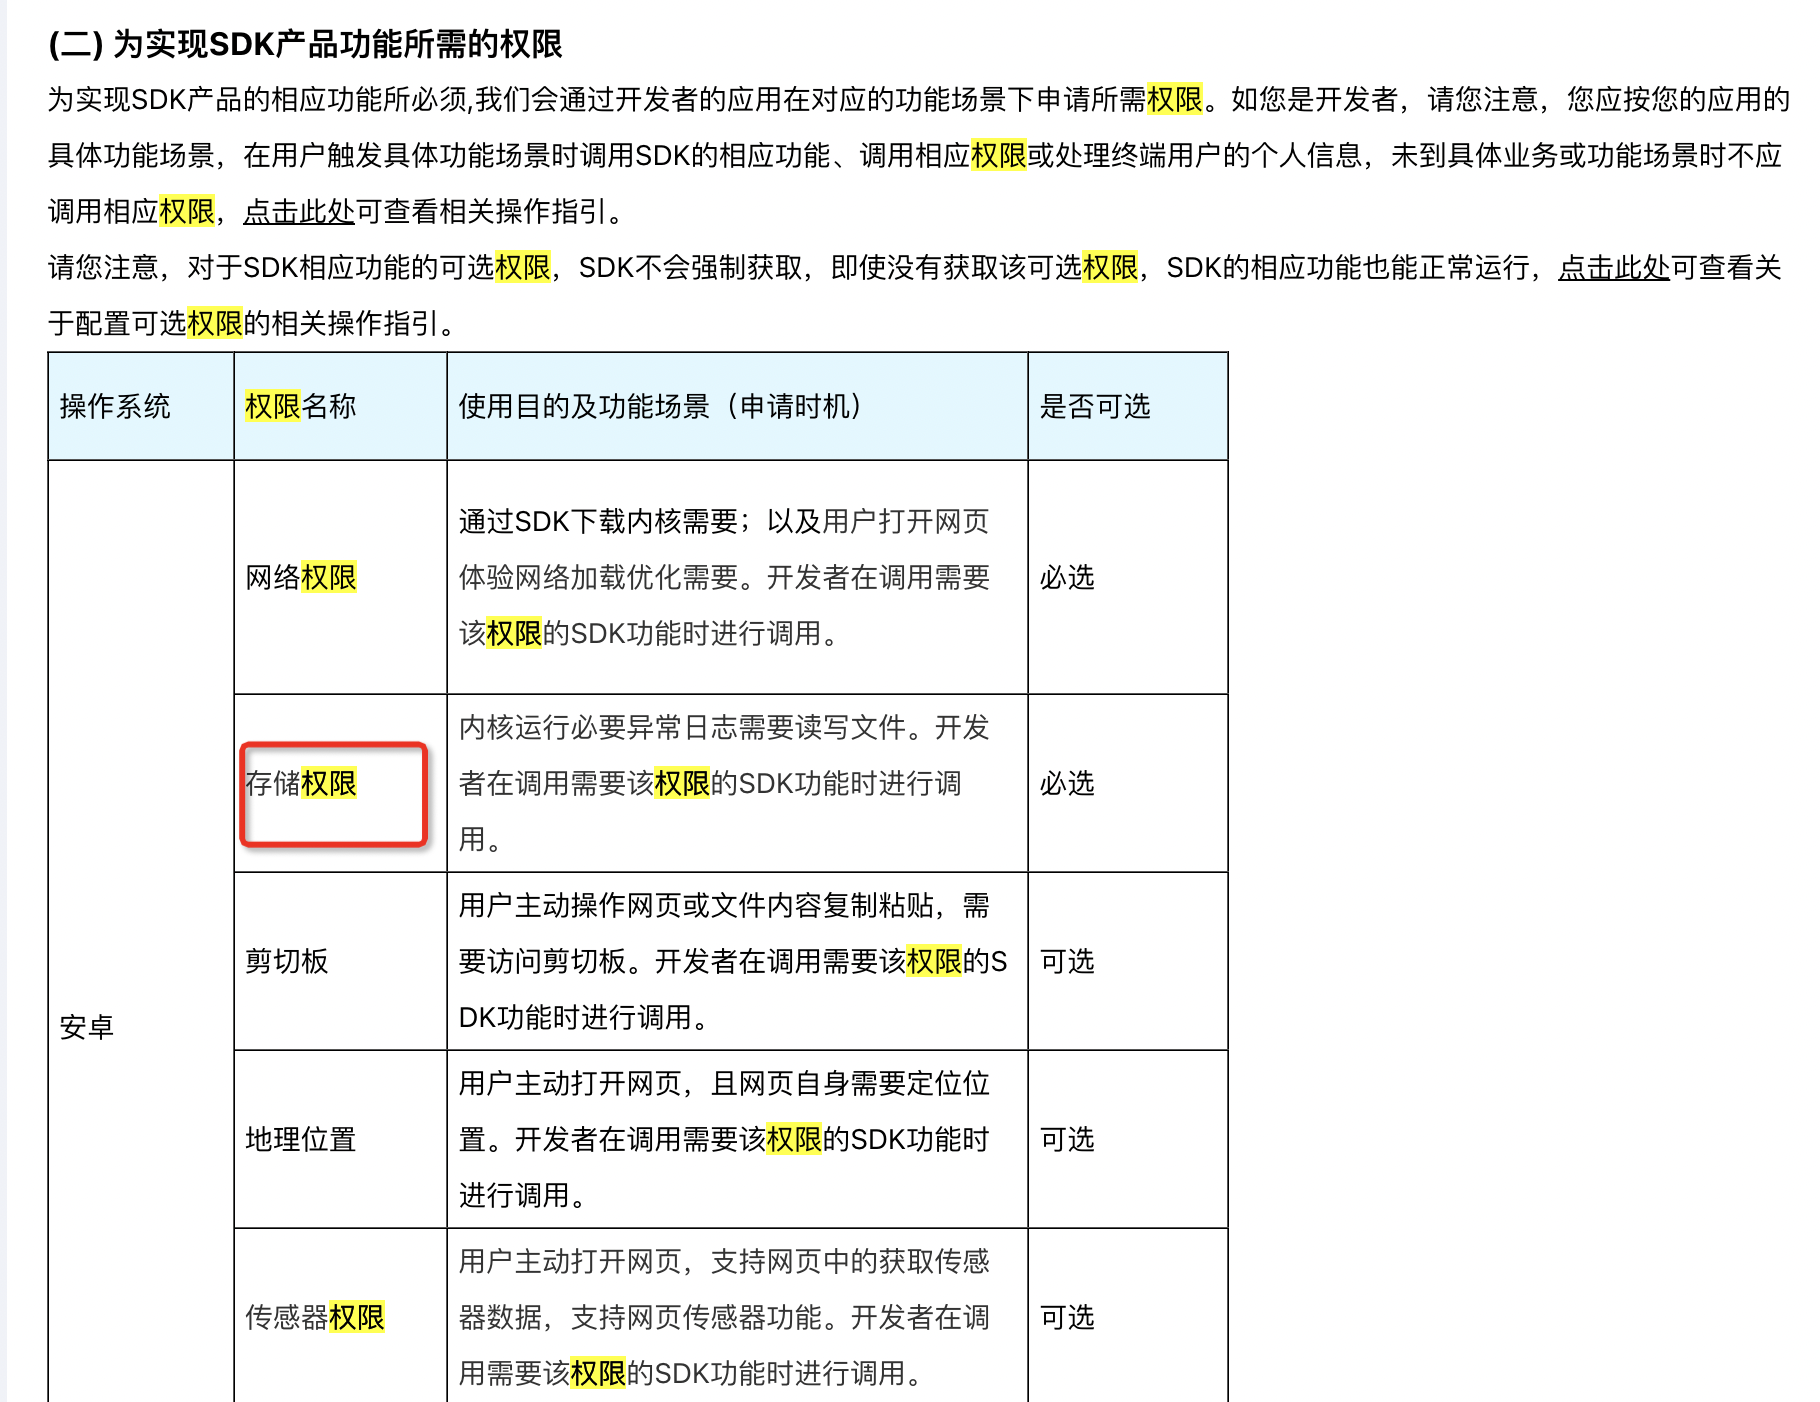 (二) 为实现SDK产品功能所需的权限
为实现SDK产品的相应功能所必须,我们会通过开发者的应用在对应的功能场景下申请所需权限。如您是开发者，请您注意，您应按您的应用的
具体功能场景，在用户触发具体功能场景时调用SDK的相应功能、调用相应权限或处理终端用户的个人信息，未到具体业务或功能场景时不应
调用相应权限，点击此处可查看相关操作指引。
请您注意，对于SDK相应功能的可选权限，SDK不会强制获取，即使没有获取该可选权限，SDK的相应功能也能正常运行，点击此处可查看关
于配置可选权限的相关操作指引。
操作系统
权限名称
使用目的及功能场景（申请时机）
是否可选
安卓
网络权限
通过SDK下载内核需要；以及用户打开网页
体验网络加载优化需要。开发者在调用需要
该权限的SDK功能时进行调用。
必选
存储权限
内核运行必要异常日志需要读写文件。开发
者在调用需要该权限的SDK功能时进行调
用。
必选
剪切板
用户主动操作网页或文件内容复制粘贴，需
要访问剪切板。开发者在调用需要该权限的S
DK功能时进行调用。
可选
地理位置
用户主动打开网页，且网页自身需要定位位
置。开发者在调用需要该权限的SDK功能时
进行调用。
可选
传感器权限
用户主动打开网页，支持网页中的获取传感
器数据，支持网页传感器功能。开发者在调
用需要该权限的SDK功能时进行调用。
可选